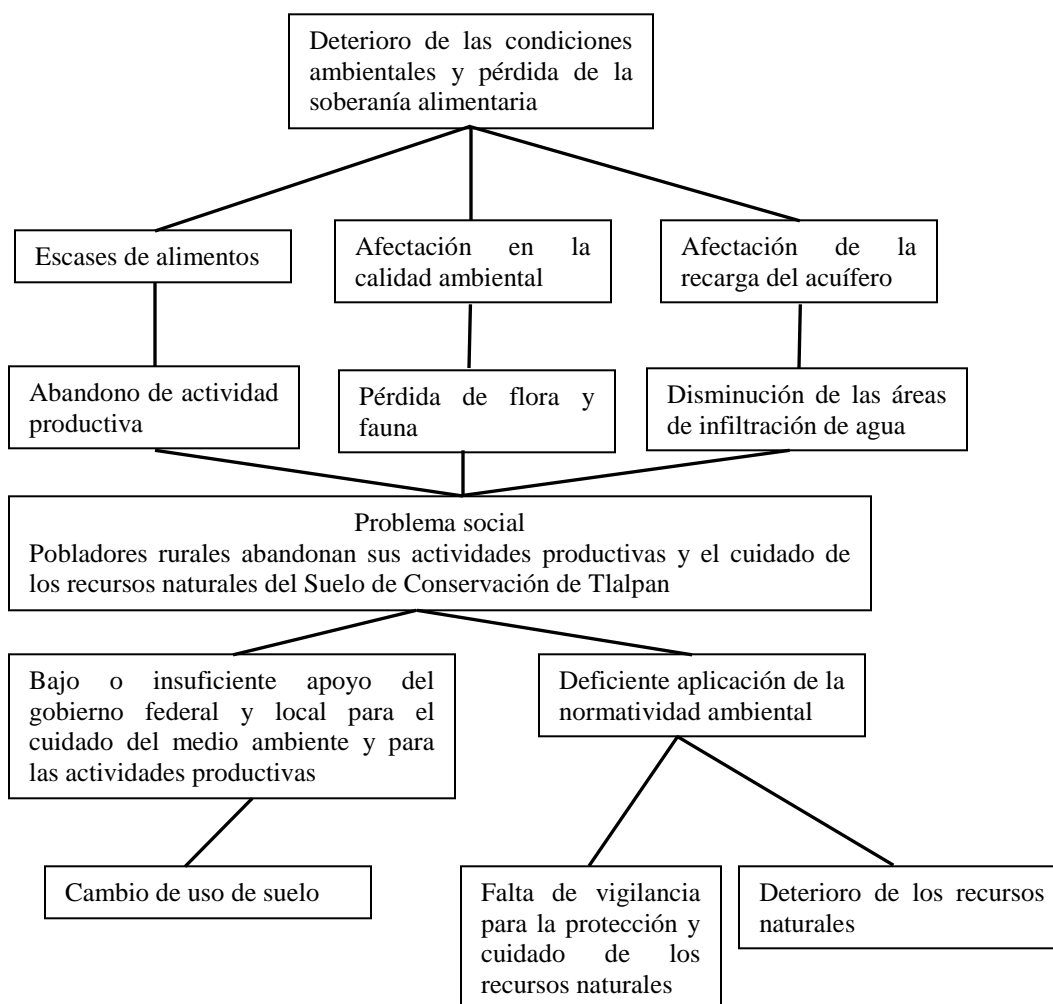 Deterioro de las condiciones
ambientales y pérdida de la
soberanía alimentaria
Escases de alimentos
Afectación en la
calidad ambiental
Afectación de la
recarga del acuífero
Abandono de actividad
productiva
Pérdida de flora y
fauna
Disminución de las áreas
de infiltración de agua
Problema social
Pobladores rurales abandonan sus actividades productivas y el cuidado de
los recursos naturales del Suelo de Conservación de Tlalpan
Bajo o insuficiente apoyo del
gobierno federal y local para el
cuidado del medio ambiente y para
las actividades productivas
Deficiente aplicación de la
normatividad ambiental
Cambio de uso de suelo
Falta de vigilancia
para la protección y
cuidado de los
recursos naturales
Deterioro de los recursos
naturales